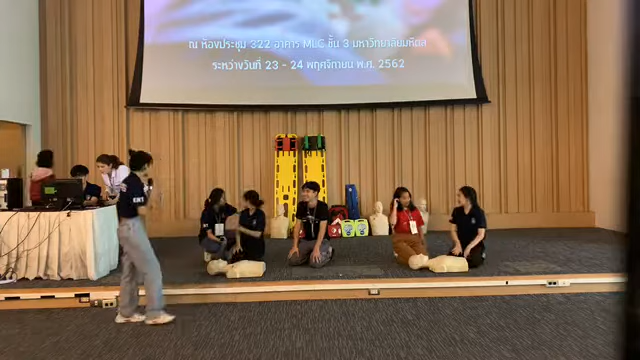 ณ ห้องประชุม 322 อาคาร MLC ชั้น 3 มหาวิทยาลัยมหิดล
ระหว่างวันที่ 23 - 24 พฤศจิกายน พ.ศ. 2562